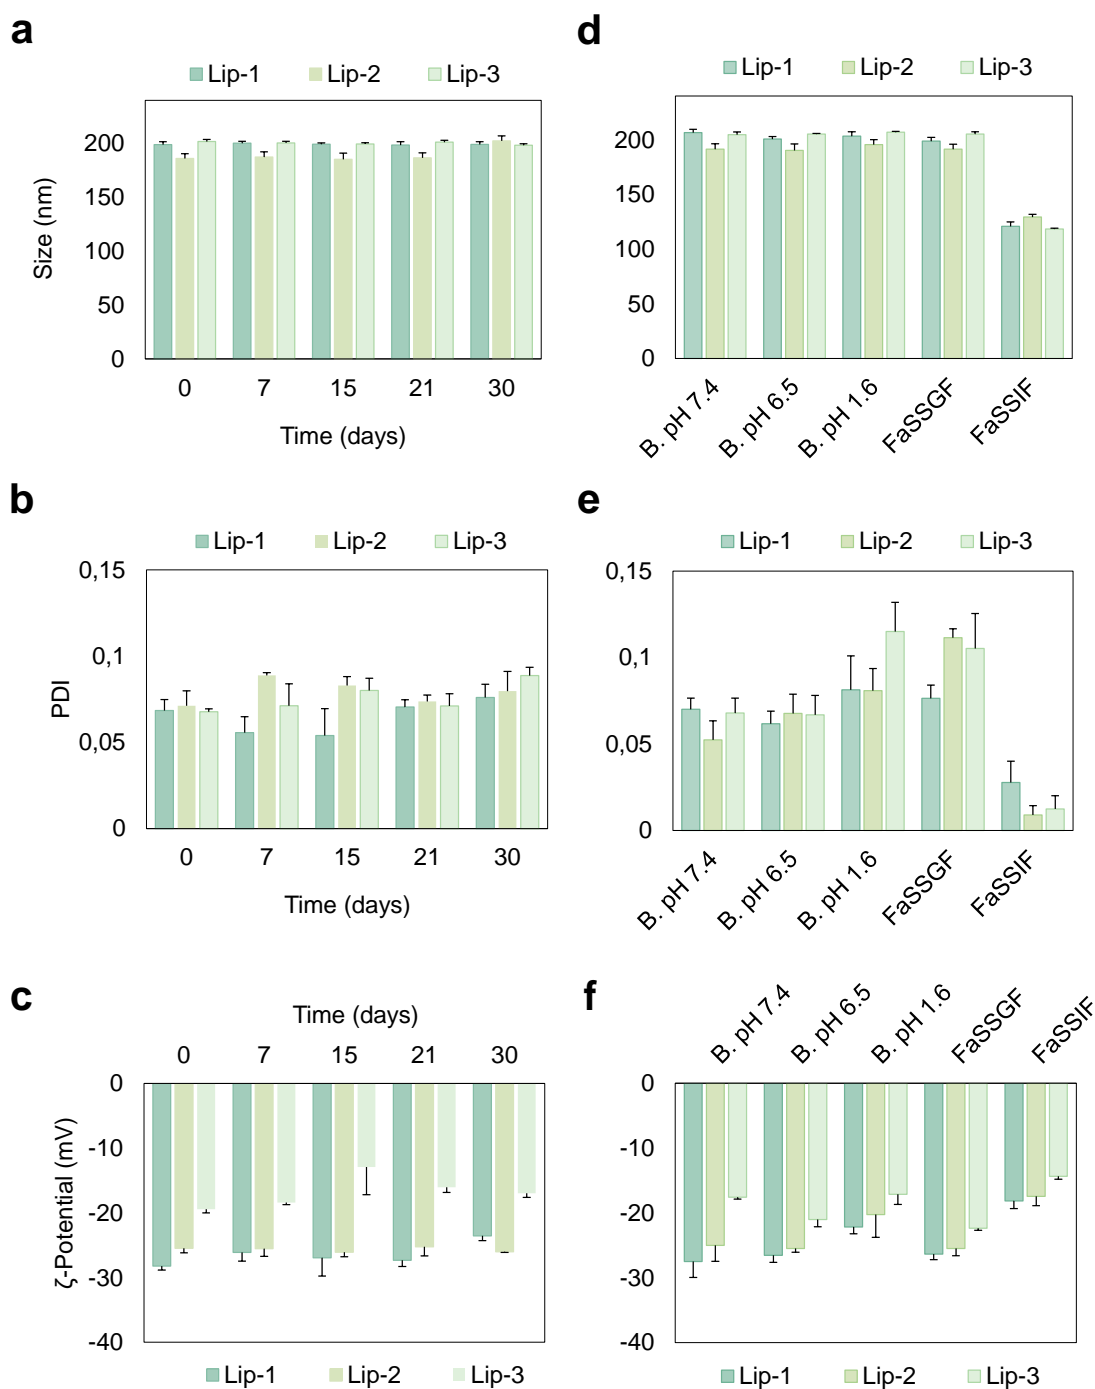 a
Lip-1 Lip-2 Lip-3
200
150
100
50
0
Size (nm)
0 7 15 21 30
Time (days)
d
Lip-1 Lip-2 Lip-3
200
150
100
50
0
B. pH 7.4 B. pH 6.5 B. pH 1.6 FaSSGF FaSSIF
b
Lip-1 Lip-2 Lip-3
0,15
0,1
0,05
0
PDI
0 7 15 21 30
Time (days)
e
Lip-1 Lip-2 Lip-3
0,15
0,1
0,05
0
B. pH 7.4 B. pH 6.5 B. pH 1.6 FaSSGF FaSSIF
c
Time (days)
0 7 15 21 30
0
-10
-20
-30
-40
ζ-Potential (mV)
Lip-1 Lip-2 Lip-3
f
B. pH 7.4 B. pH 6.5 B. pH 1.6 FaSSGF FaSSIF
0
-10
-20
-30
-40
Lip-1 Lip-2 Lip-3